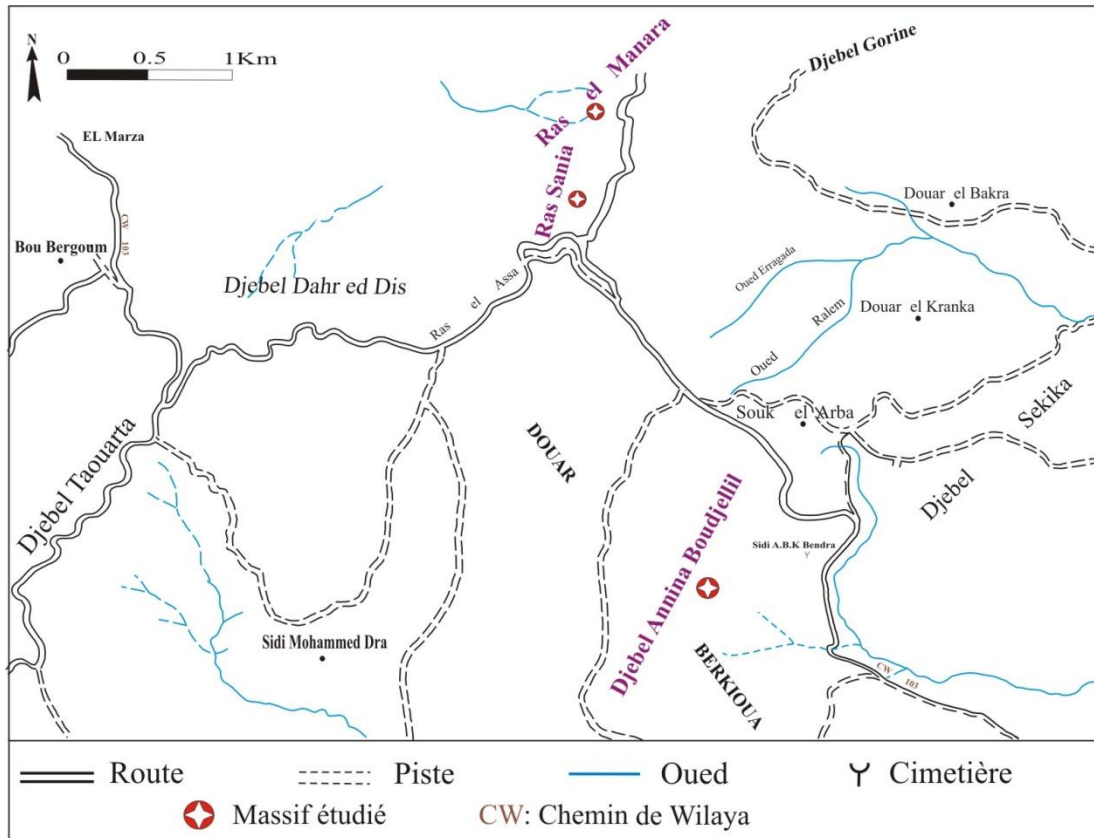 N
0 0.5 1Km
Djebel Gorine
Ras el Manara
EL Marza
Ras Sania
Douar el Bakra
CW 103
Bou Bergoum
Oued Erragada
Djebel Dahr ed Dis
Ras el Assa
Douar el Kranka
Oued Ralem
Souk el Arba
Djebel Sekika
Djebel Taouarta
DOUAR BERKIOUA
Djebel Annina Boudjellil
Sidi A.B.K Bendra
Sidi Mohammed Dra
CW 103
Route Piste Oued Cimetière
Massif étudié CW: Chemin de Wilaya